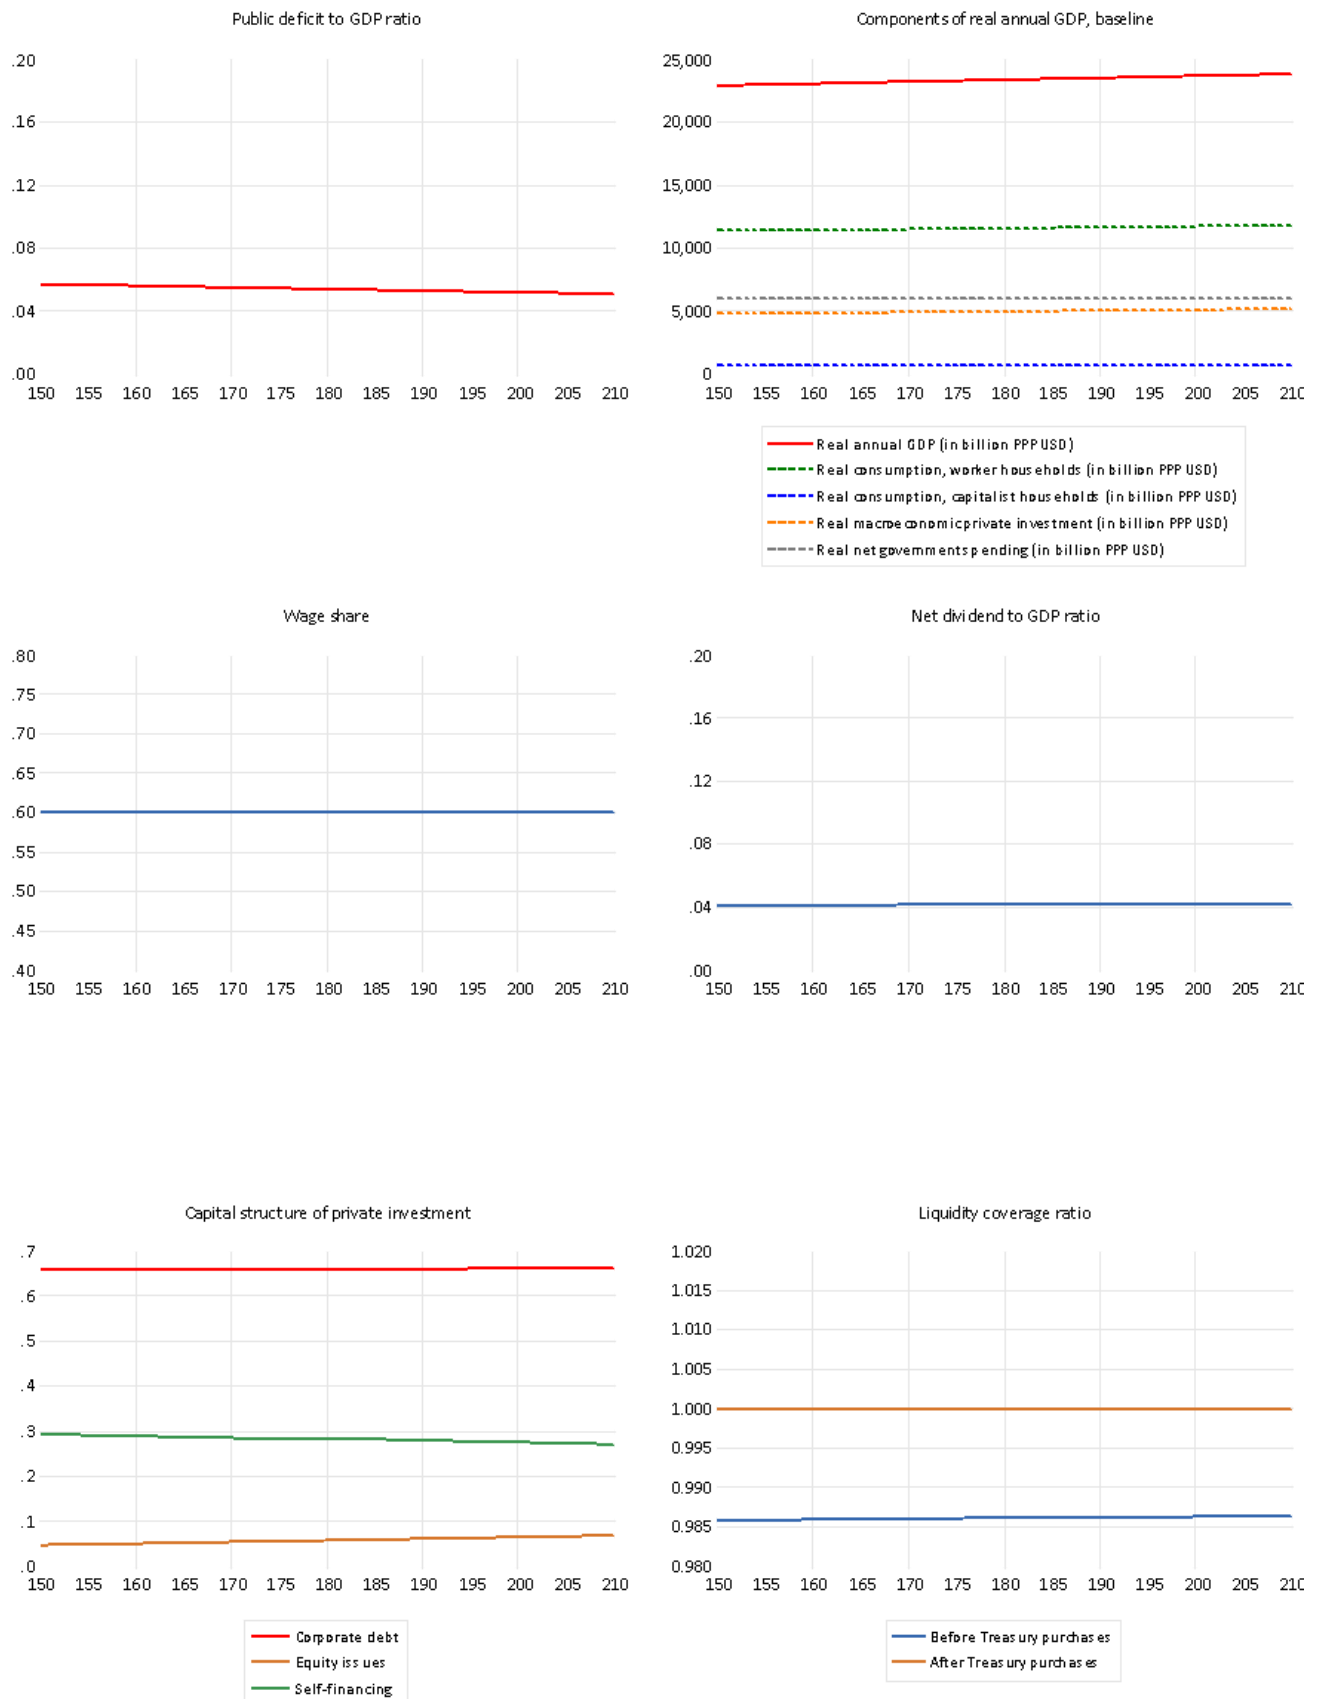 Public deficit to GDP ratio
.20
.16
.12
.08
.04
.00
150 155 160 165 170 175 180 185 190 195 200 205 210
Components of real annual GDP, baseline
25,000
20,000
15,000
10,000
5,000
0
150 155 160 165 170 175 180 185 190 195 200 205 210
Real annual GDP (in billion PPP USD)
Real consumption, worker households (in billion PPP USD)
Real consumption, capitalist households (in billion PPP USD)
Real macroeconomic private investment (in billion PPP USD)
Real net government spending (in billion PPP USD)
Wage share
.80
.75
.70
.65
.60
.55
.50
.45
.40
150 155 160 165 170 175 180 185 190 195 200 205 210
Net dividend to GDP ratio
.20
.16
.12
.08
.04
.00
150 155 160 165 170 175 180 185 190 195 200 205 210
Capital structure of private investment
.7
.6
.5
.4
.3
.2
.1
.0
150 155 160 165 170 175 180 185 190 195 200 205 210
Corporate debt
Equity issues
Self-financing
Liquidity coverage ratio
1.020
1.015
1.010
1.005
1.000
0.995
0.990
0.985
0.980
150 155 160 165 170 175 180 185 190 195 200 205 210
Before Treasury purchases
After Treasury purchases